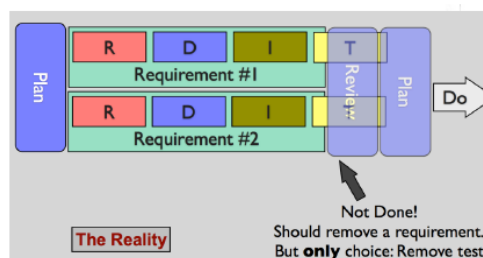 Plan
R D I T
Requirement #1
R D I T
Requirement #2
Review
Plan
Do
Not Done!
Should remove a requirement.
But only choice: Remove test
The Reality